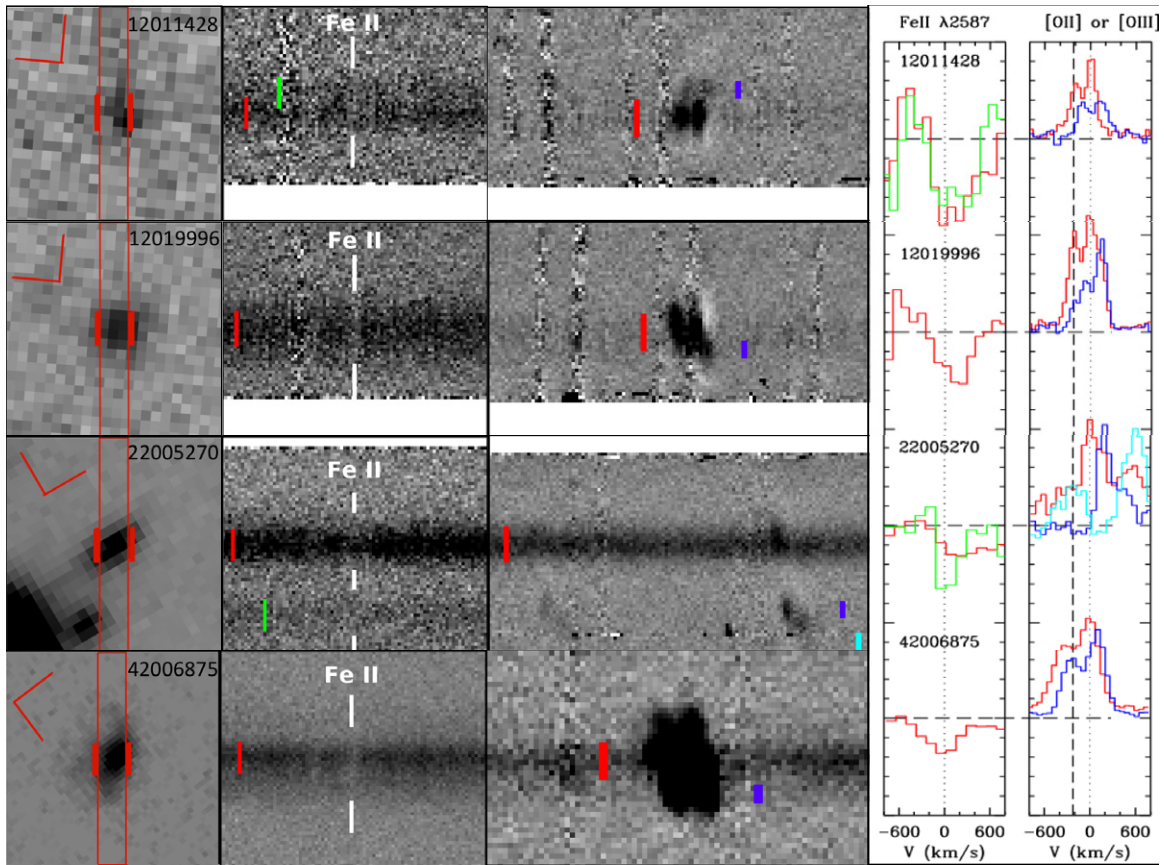 12011428
Fe II
FeII λ2587
[OII] or [OIII]
12011428
12019996
Fe II
12019996
22005270
Fe II
22005270
42006875
Fe II
42006875
−600 0 600
−600 0 600
V (km/s)
V (km/s)